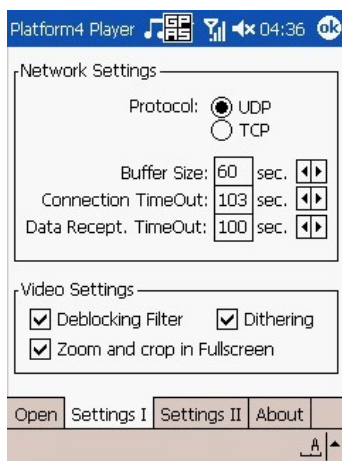 Platform4 Player GPRS 04:36 ok
Network Settings
Protocol: UDP
TCP
Buffer Size: 60 sec.
Connection TimeOut: 103 sec.
Data Recept. TimeOut: 100 sec.
Video Settings
Deblocking Filter Dithering
Zoom and crop in Fullscreen
Open Settings I Settings II About
A